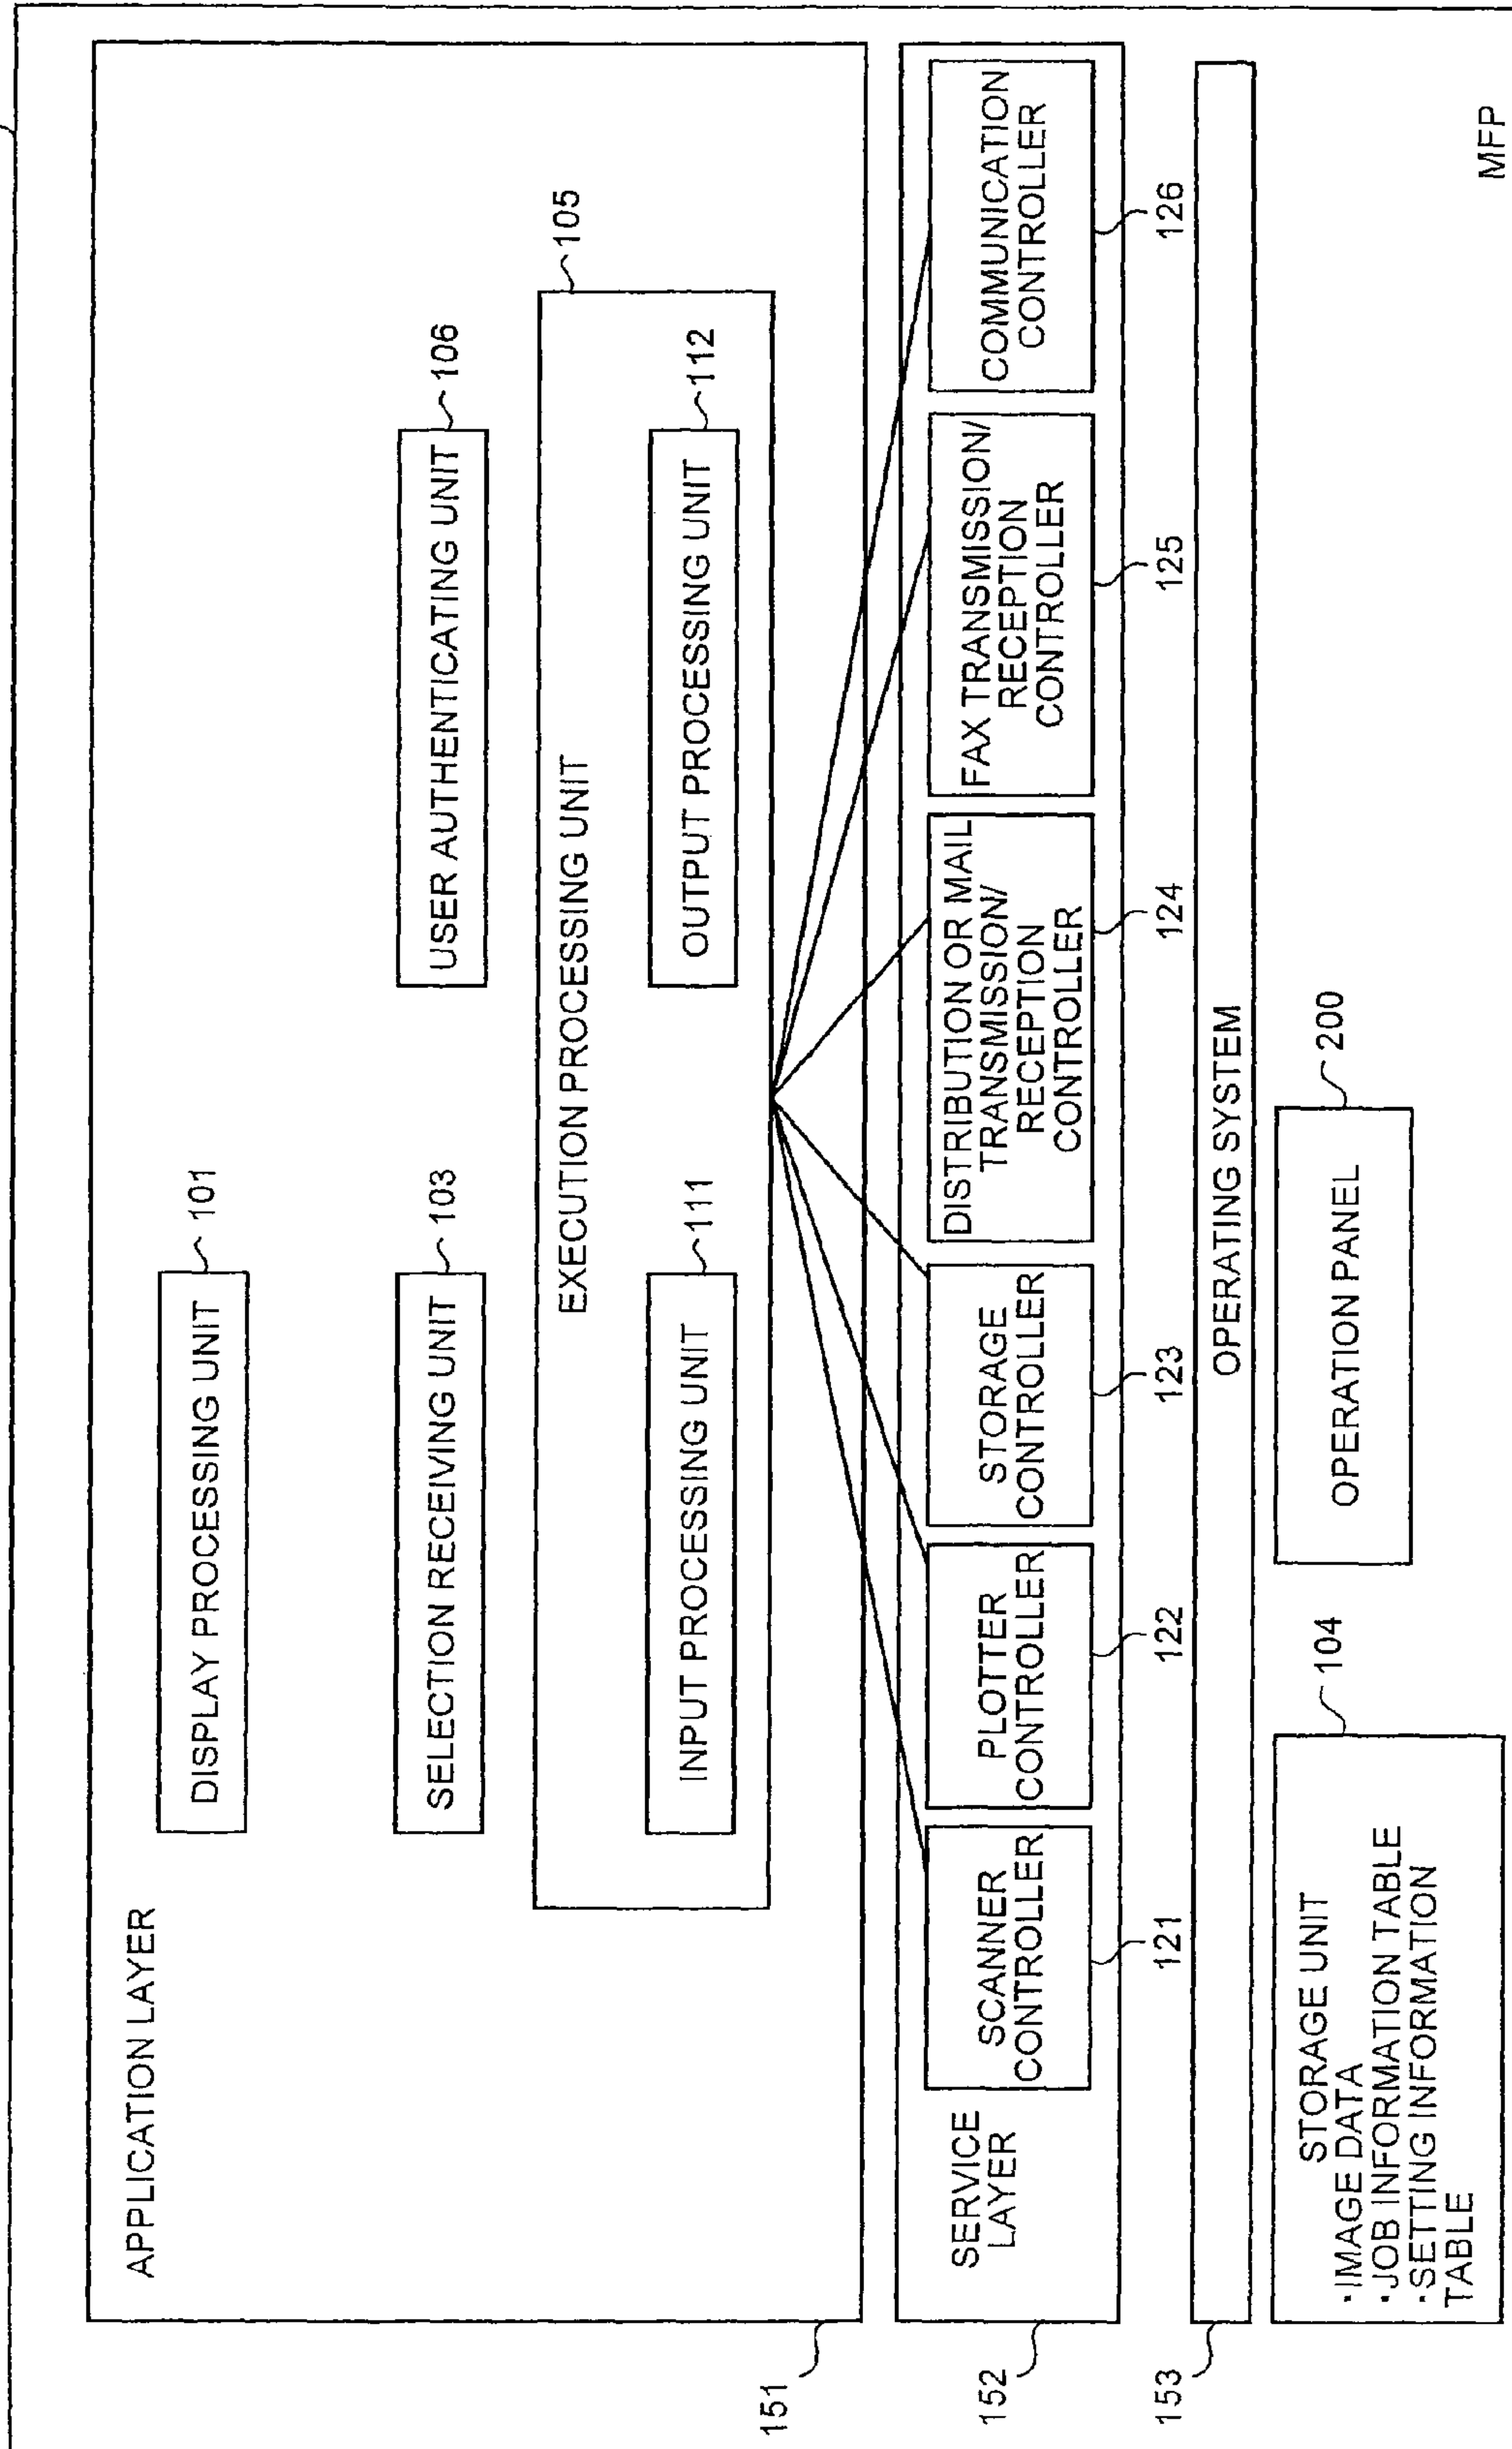 APPLICATION LAYER
DISPLAY PROCESSING UNIT
101
SELECTION RECEIVING UNIT
103
USER AUTHENTICATING UNIT
106
EXECUTION PROCESSING UNIT
105
INPUT PROCESSING UNIT
111
OUTPUT PROCESSING UNIT
112
151
SERVICE
LAYER
SCANNER
CONTROLLER
121
PLOTTER
CONTROLLER
122
STORAGE
CONTROLLER
123
DISTRIBUTION OR MAIL
TRANSMISSION/
RECEPTION
CONTROLLER
124
FAX TRANSMISSION/
RECEPTION
CONTROLLER
125
COMMUNICATION
CONTROLLER
126
152
OPERATING SYSTEM
153
STORAGE UNIT
·IMAGE DATA
·JOB INFORMATION TABLE
·SETTING INFORMATION
TABLE
104
OPERATION PANEL
200
MFP